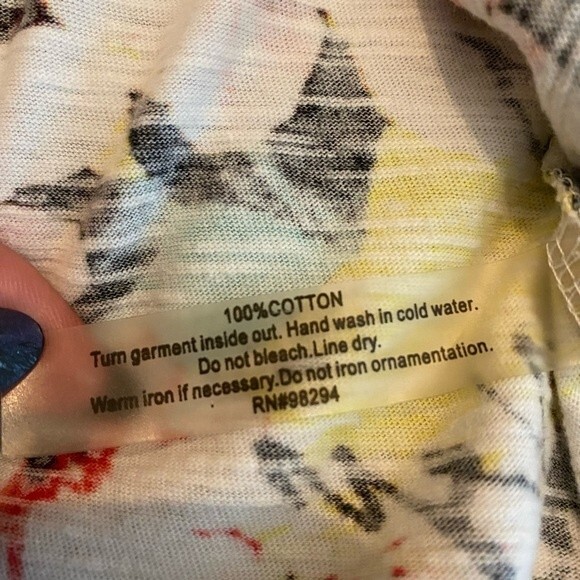 100%COTTON
Turn garment inside out. Hand wash in cold water.
Do not bleach.Line dry.
Warm iron if necessary.Do not iron ornamentation.
RN#98294